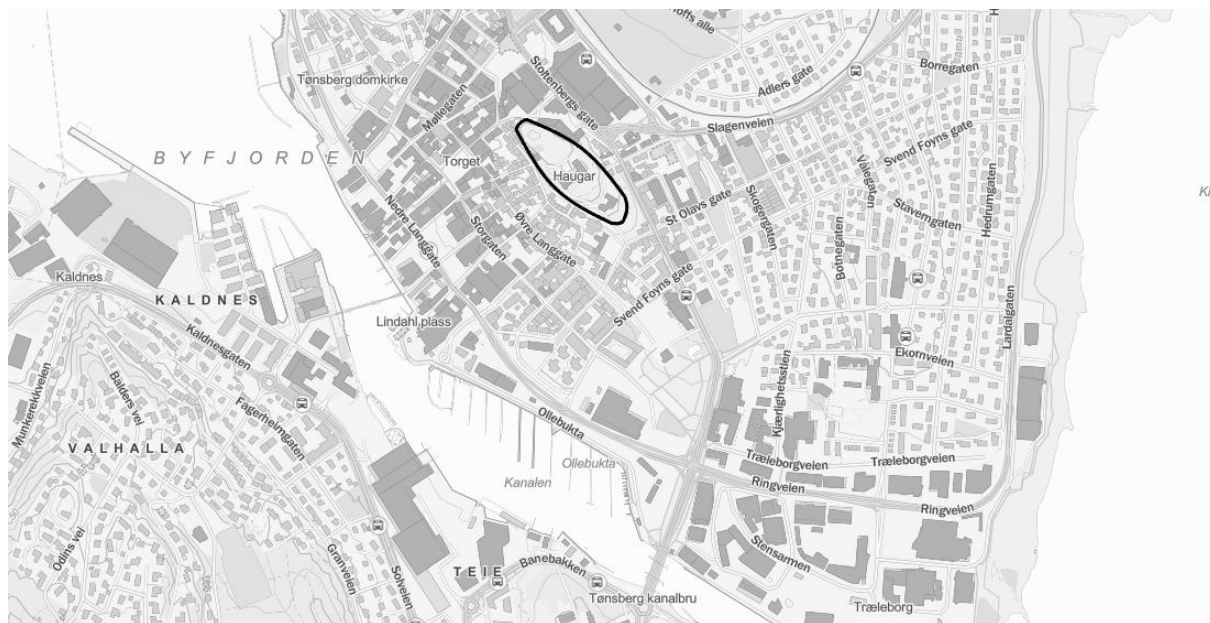 offs alle
Borregaten
Adlers gate
Stoltenbergs gate
Tønsberg domkirke
Møllegaten
Slagenveien
BYFJORDEN
Torget
Haugar
Svend Foyns gate
Vålegaten
Skogergaten
St Olavs gate
Stavemgaten
Hedrumgaten
Nedre Langgate
Storgaten
Øvre Langgate
Botnegaten
Kaldnes
KALDNES
Svend Foyns gate
Lindahl plass
Lardalgaten
Kaldnesgaten
Ekornveien
Munkerekkveien
Balders vei
Fagerheimgaten
Kjærlighetsstien
Ollebukta
VALHALLA
Træleborgveien
Træleborgveien
Ollebukta
Kanalen
Ringveien
Ringveien
Odins vei
Granveien
Solveien
Stensarmen
Banebakken
TEIE
Tønsberg kanalbru
Træleborg